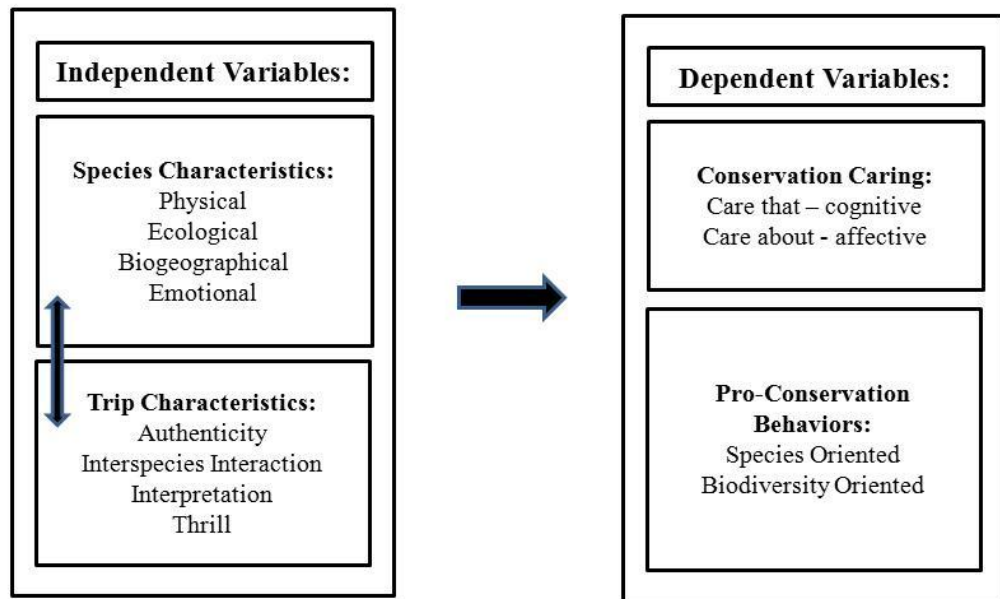 Independent Variables:
Species Characteristics:
Physical
Ecological
Biogeographical
Emotional
Trip Characteristics:
Authenticity
Interspecies Interaction
Interpretation
Thrill
Dependent Variables:
Conservation Caring:
Care that – cognitive
Care about - affective
Pro-Conservation
Behaviors:
Species Oriented
Biodiversity Oriented